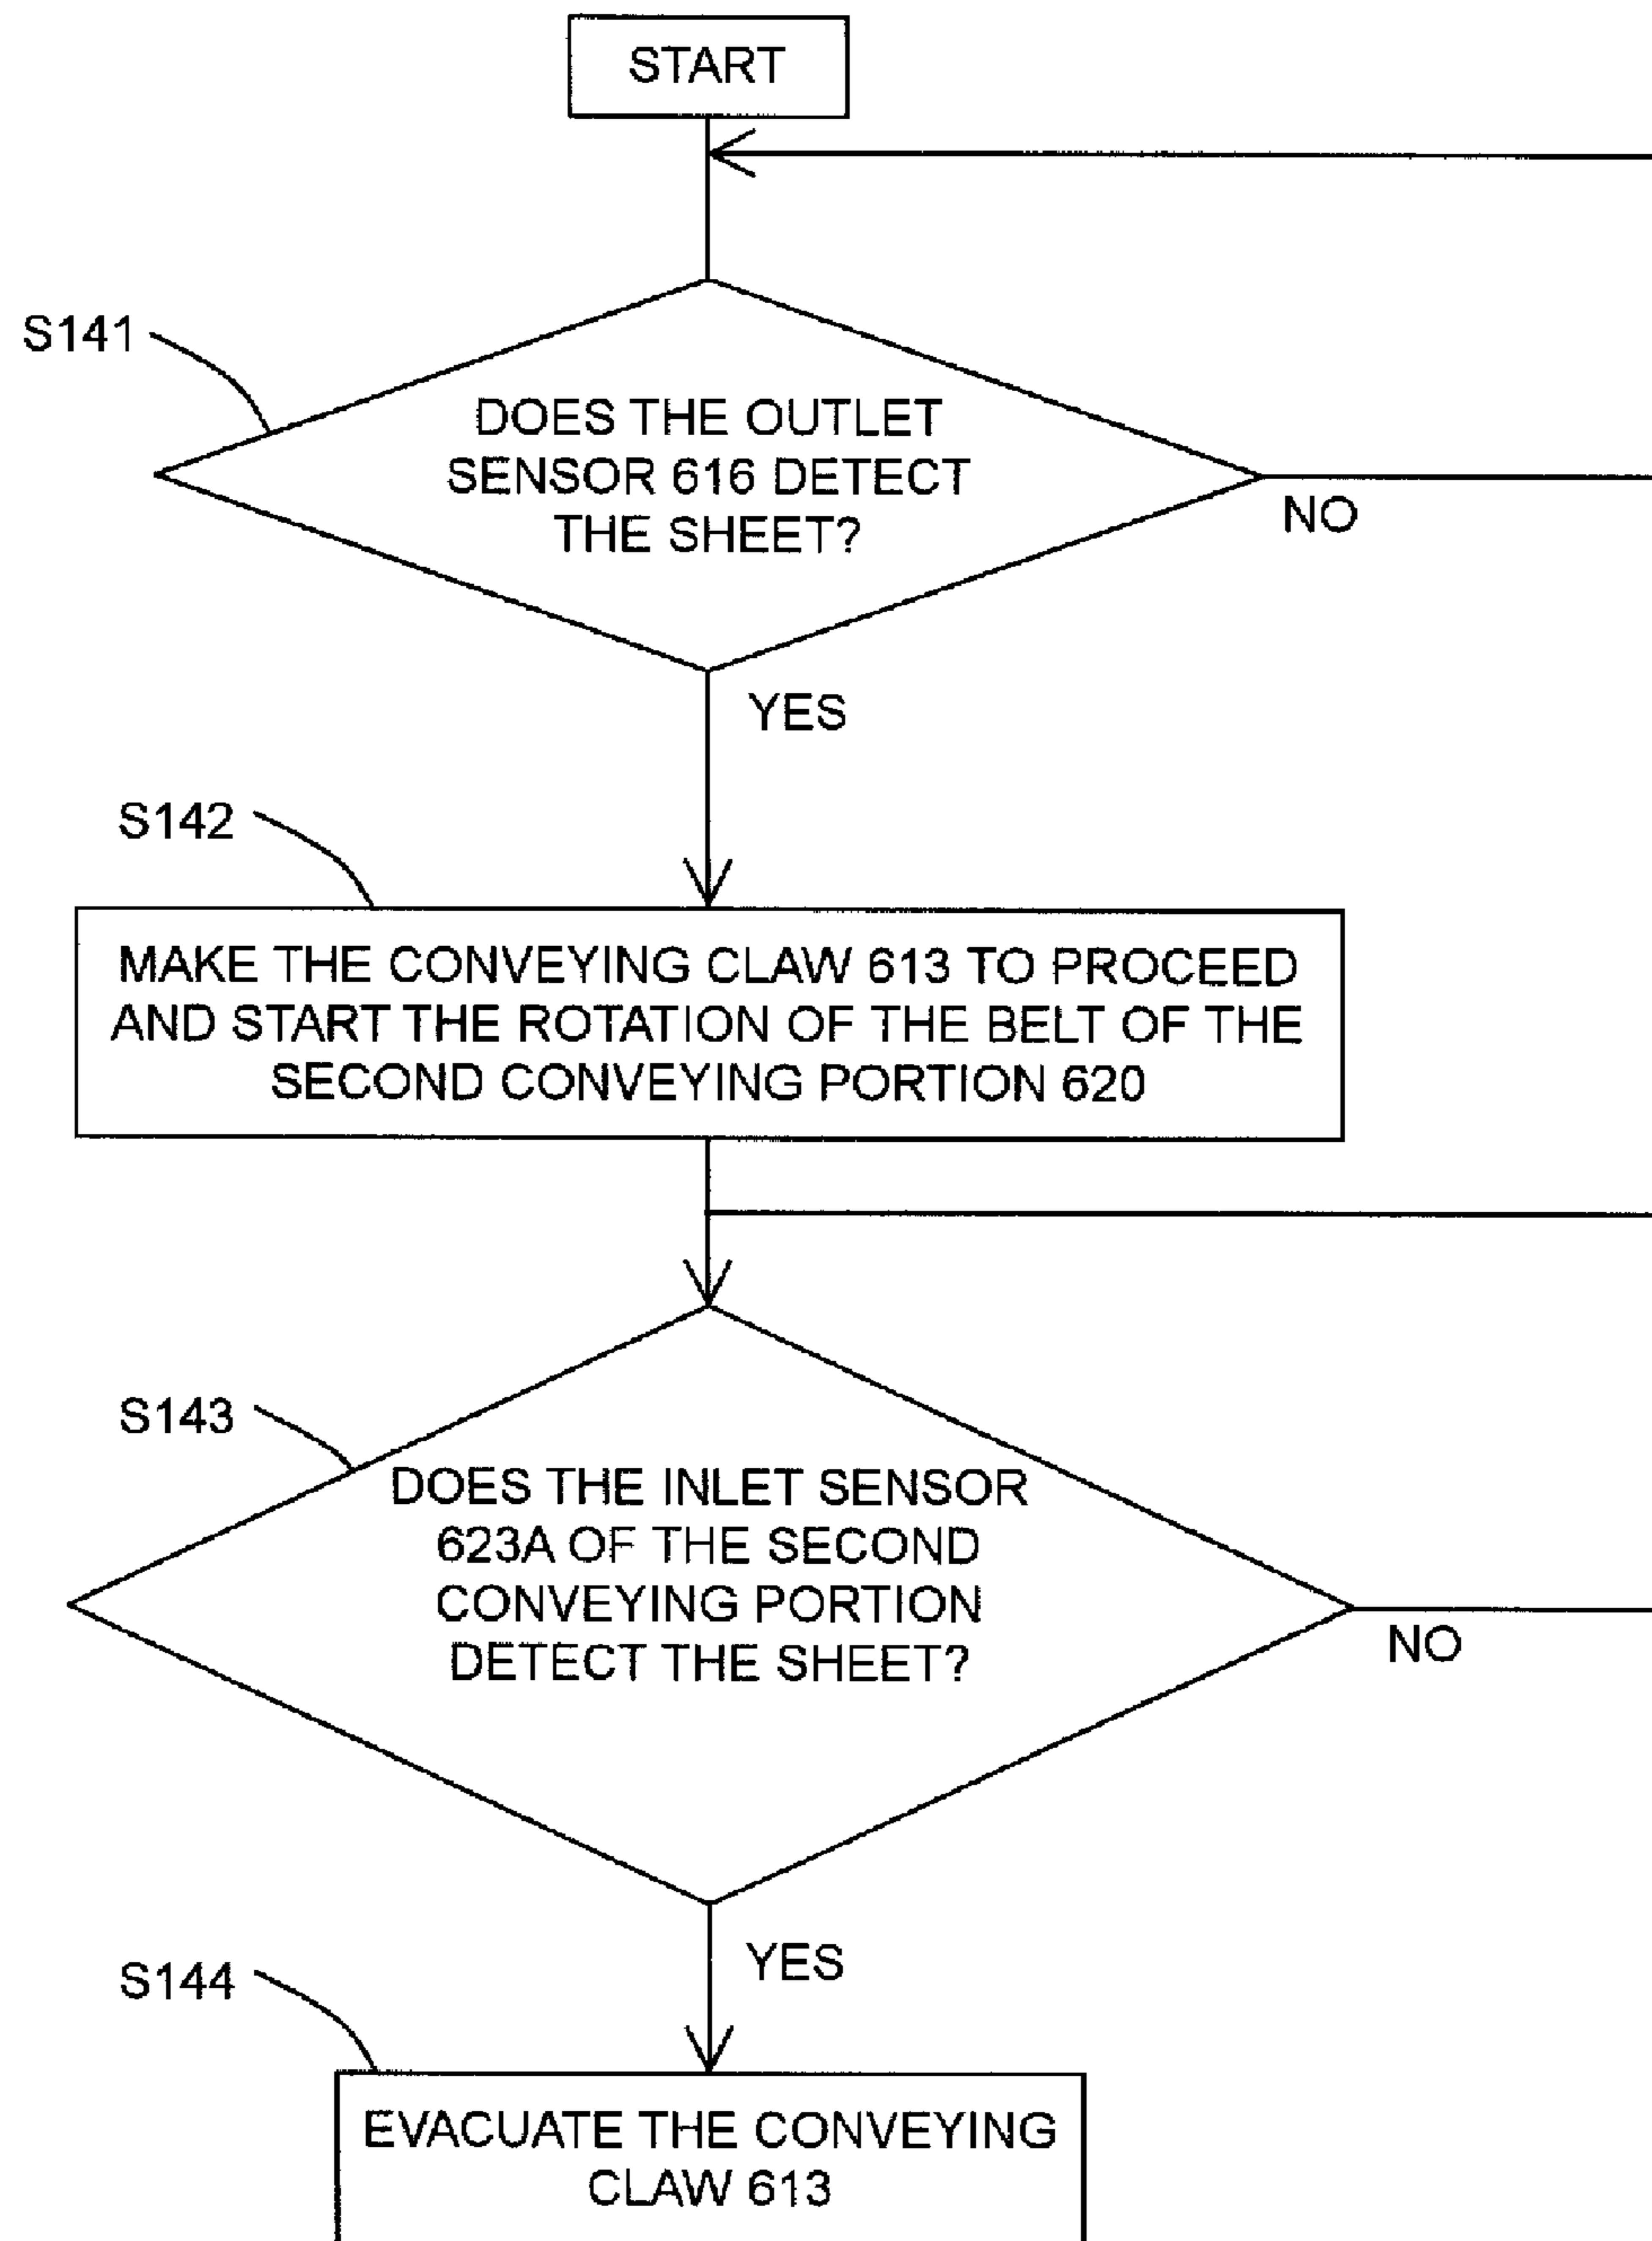 START
S141
DOES THE OUTLET
SENSOR 616 DETECT
THE SHEET?
NO
YES
S142
MAKE THE CONVEYING CLAW 613 TO PROCEED
AND START THE ROTATION OF THE BELT OF THE
SECOND CONVEYING PORTION 620
S143
DOES THE INLET SENSOR
623A OF THE SECOND
CONVEYING PORTION
DETECT THE SHEET?
NO
YES
S144
EVACUATE THE CONVEYING
CLAW 613